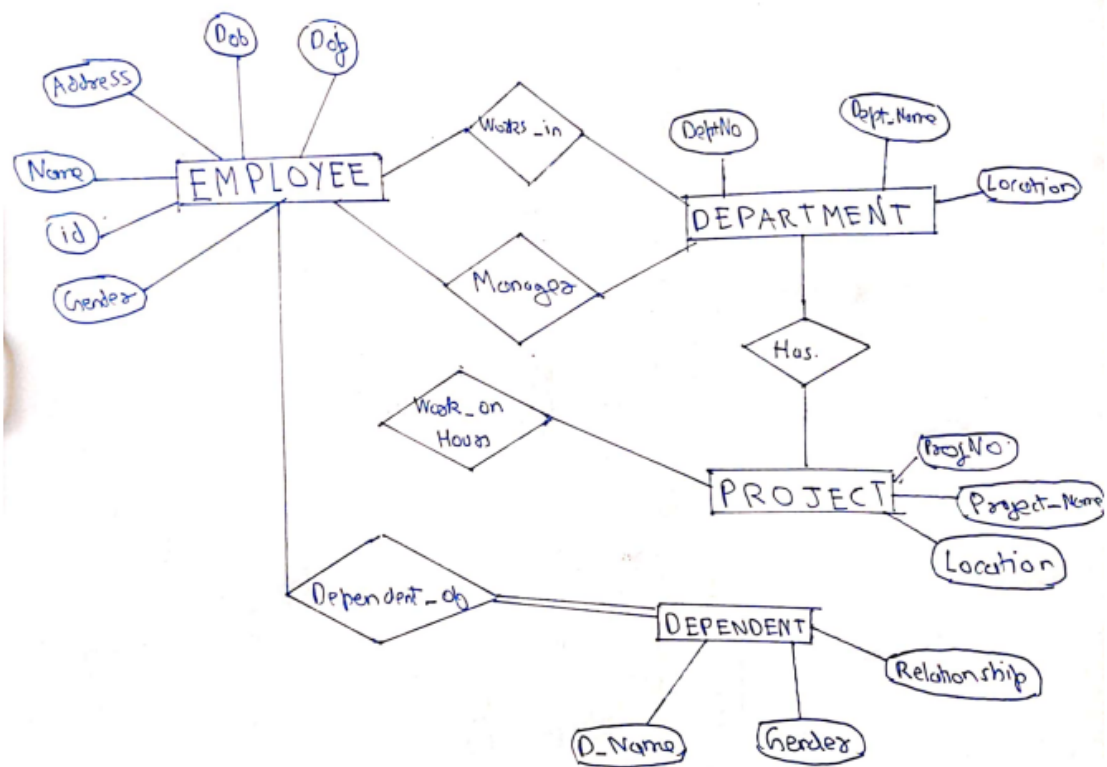 Dob
Doj
Address
Works_in
DeptNo
Dept_Name
Name
EMPLOYEE
Location
id
DEPARTMENT
Gender
Manager
Has.
Work_on
Hours
ProjNo.
PROJECT
Project_Name
Location
Dependent_of
DEPENDENT
Relationship
D_Name
Gender